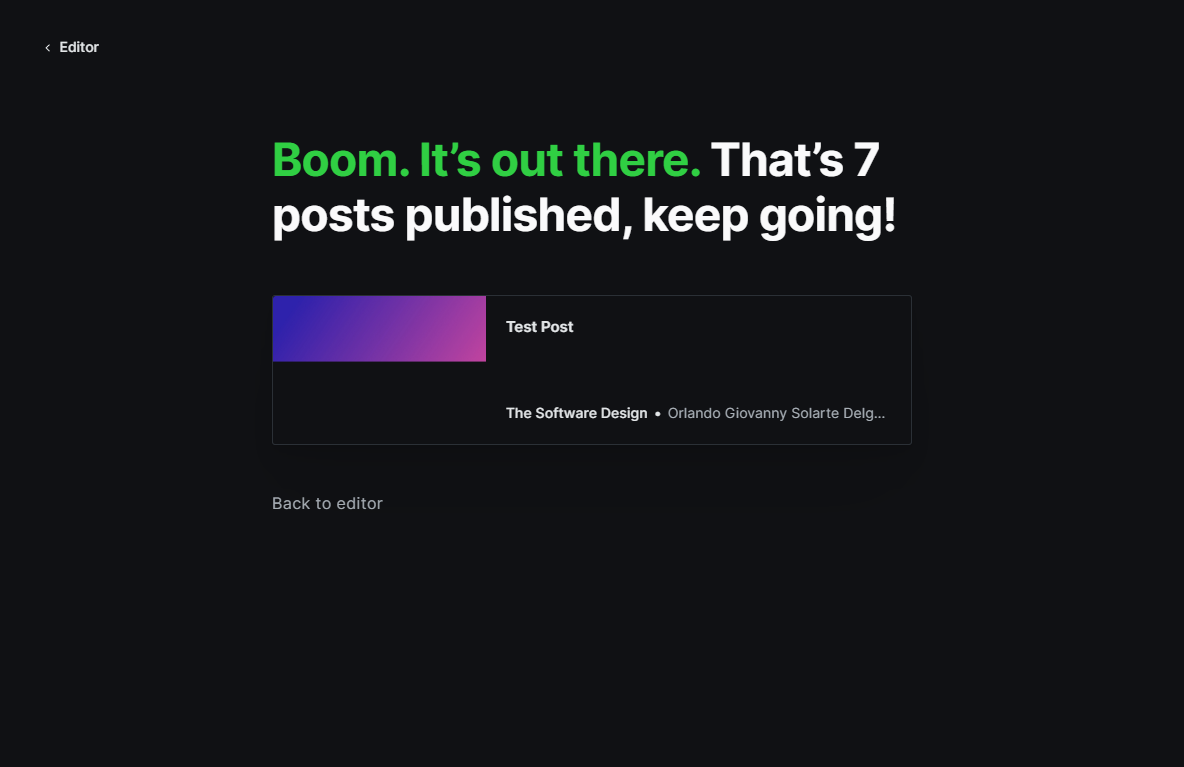 Editor
Boom. It’s out there. That’s 7
posts published, keep going!
Test Post
The Software Design • Orlando Giovanny Solarte Delg...
Back to editor